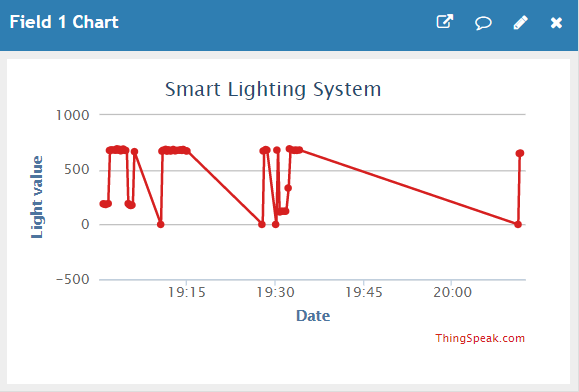 Field 1 Chart
Smart Lighting System
1000
500
0
−500
Light value
19:15 19:30 19:45 20:00
Date
ThingSpeak.com